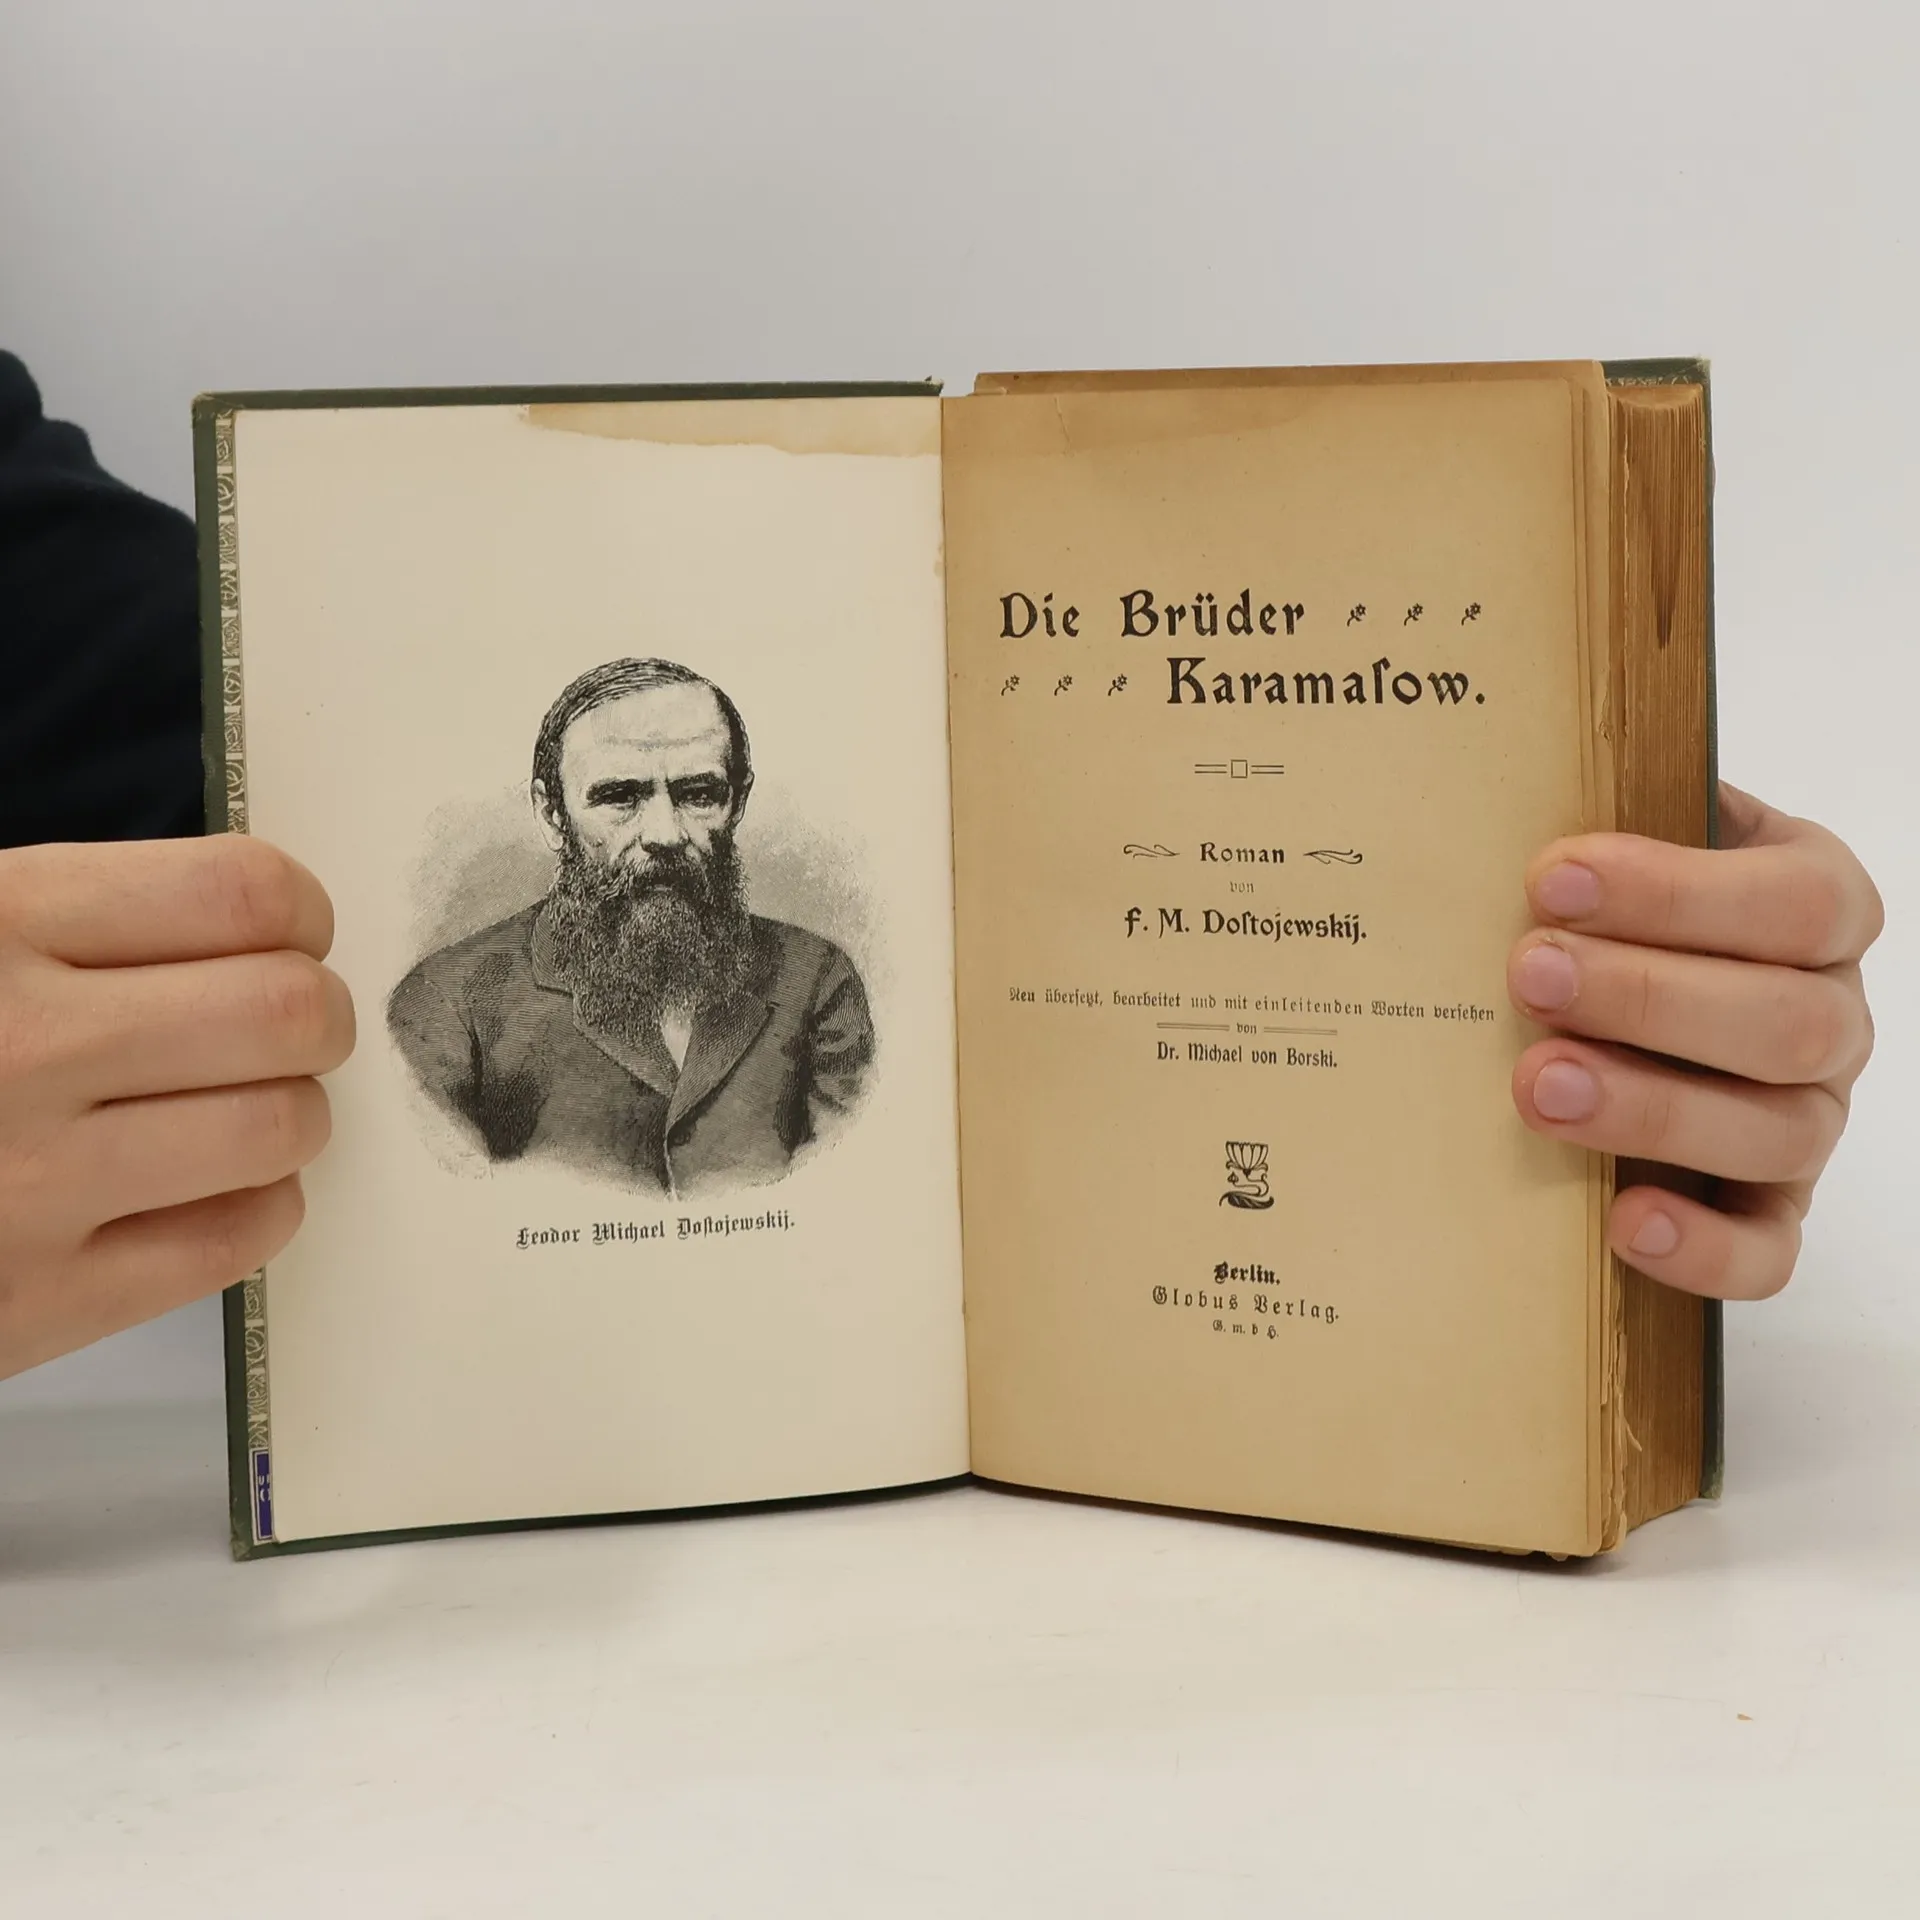 Feodor Michael Doſtojewskij.
Die Brüder
Karamaſow.
Roman
von
F. M. Doſtojewskij.
Neu überſetzt, bearbeitet und mit einleitenden Worten verſehen
von
Dr. Michael von Borski.
Berlin.
Globus Verlag.
G. m. b H.